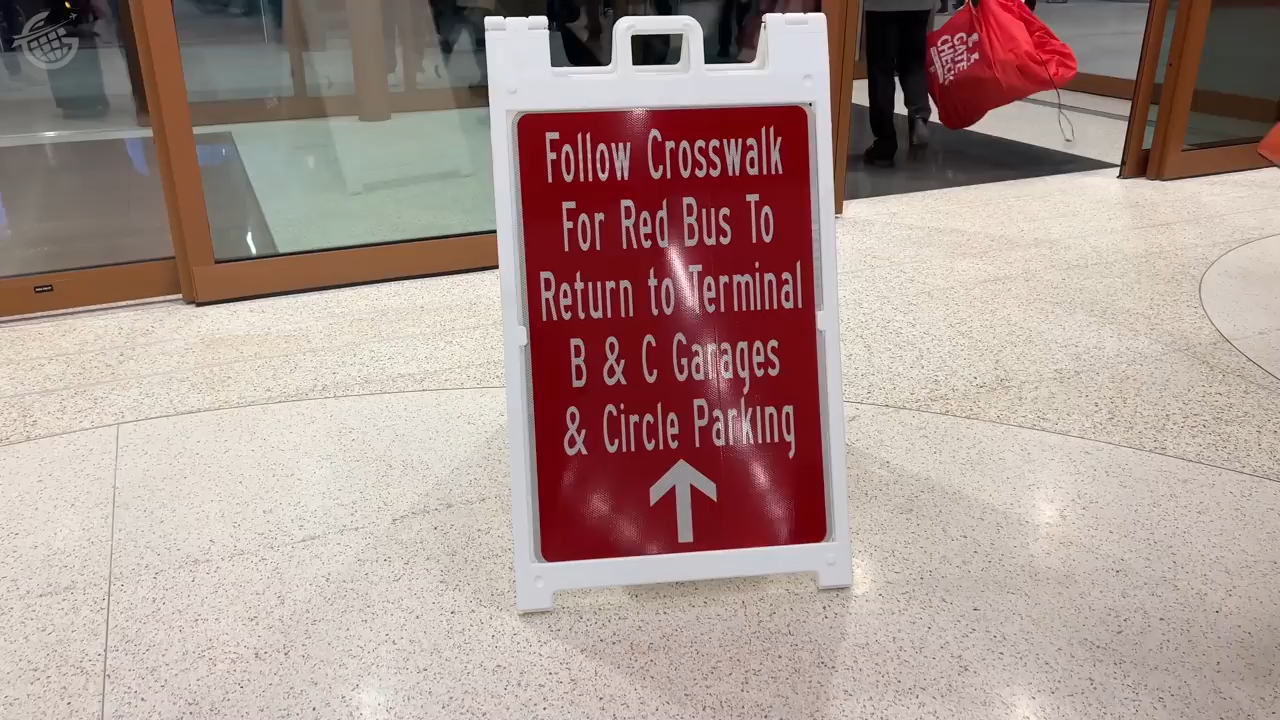 Follow Crosswalk
For Red Bus To
Return to Terminal
B & C Garages
& Circle Parking
GATE
CHECK